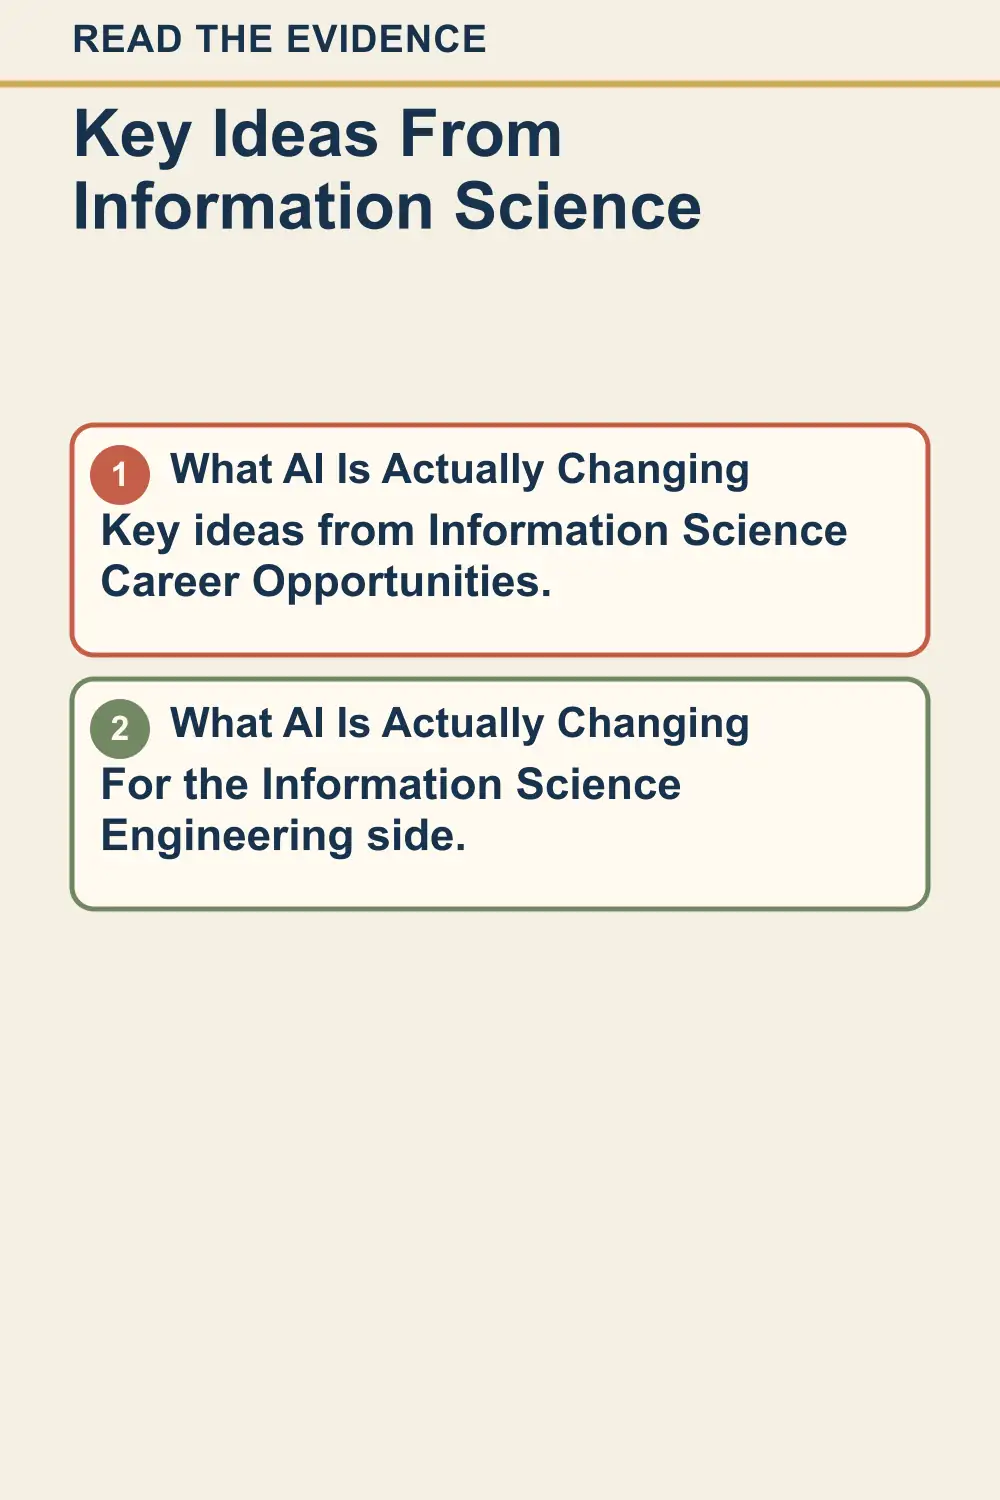 READ THE EVIDENCE
Key Ideas From
Information Science
1 What AI Is Actually Changing
Key ideas from Information Science
Career Opportunities.
2 What AI Is Actually Changing
For the Information Science
Engineering side.